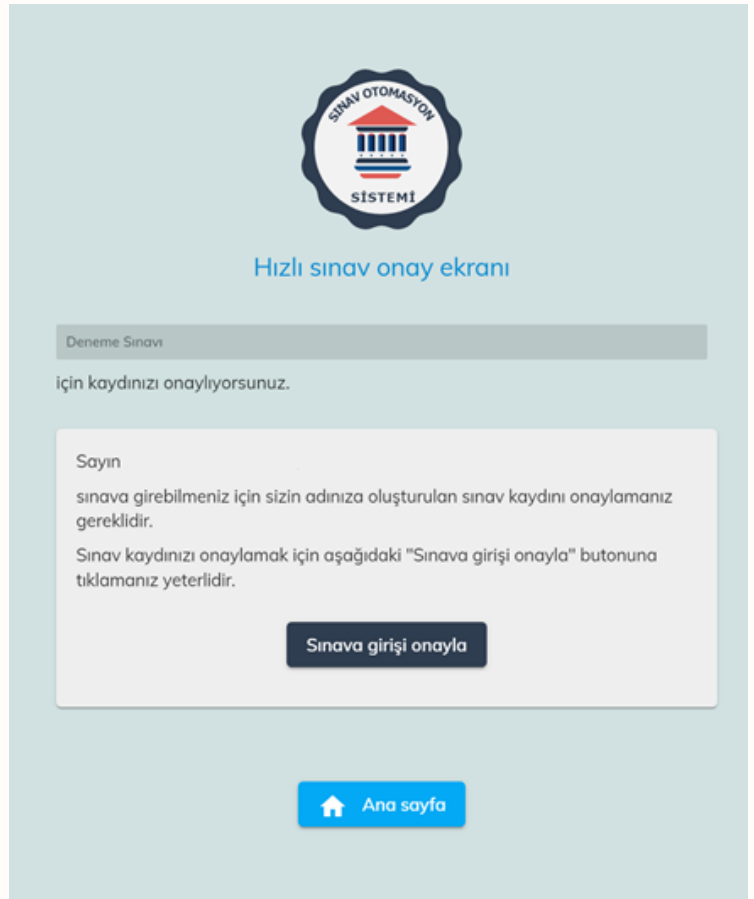 SINAV OTOMASYON
SİSTEMİ
Hızlı sınav onay ekranı
Deneme Sınavı
için kaydınızı onaylıyorsunuz.
Sayın
sınava girebilmeniz için sizin adınıza oluşturulan sınav kaydını onaylamanız
gereklidir.
Sınav kaydınızı onaylamak için aşağıdaki "Sınava girişi onayla" butonuna
tıklamanız yeterlidir.
Sınava girişi onayla
Ana sayfa